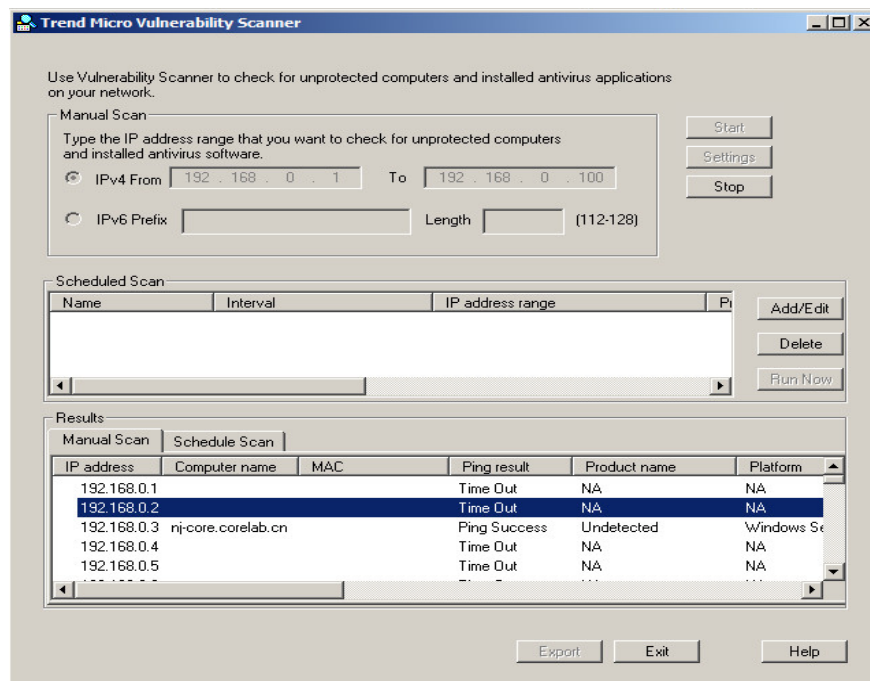 Trend Micro Vulnerability Scanner
Use Vulnerability Scanner to check for unprotected computers and installed antivirus applications
on your network.
Manual Scan
Type the IP address range that you want to check for unprotected computers
and installed antivirus software.
IPv4 From 192 . 168 . 0 . 1 To 192 . 168 . 0 . 100
IPv6 Prefix Length (112-128)
Start
Settings
Stop
Scheduled Scan
Name Interval IP address range
Add/Edit
Delete
Run Now
Results
Manual Scan Schedule Scan
IP address Computer name MAC Ping result Product name Platform
192.168.0.1 Time Out NA NA
192.168.0.2 Time Out NA NA
192.168.0.3 nj-core.corelab.cn Ping Success Undetected Windows Se
192.168.0.4 Time Out NA NA
192.168.0.5 Time Out NA NA
Export Exit Help